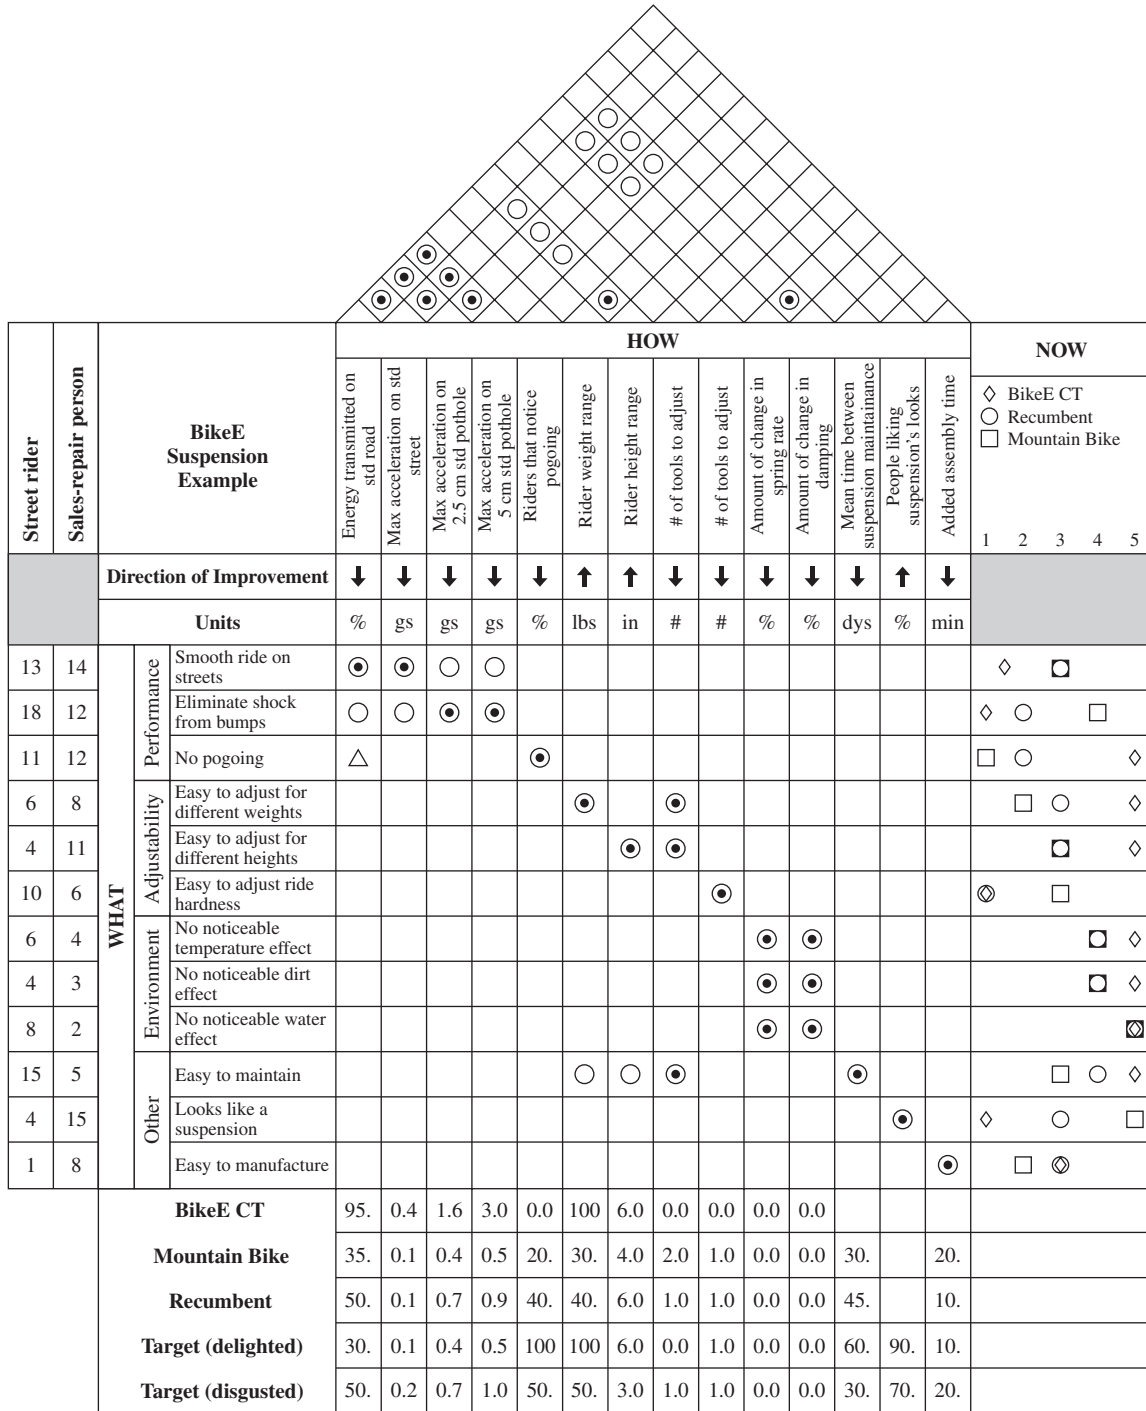 Street rider
Sales-repair person
BikeE
Suspension
Example
HOW
Energy transmitted on
std road
Max acceleration on std
street
Max acceleration on
2.5 cm std pothole
Max acceleration on
5 cm std pothole
Riders that notice
pogoing
Rider weight range
Rider height range
# of tools to adjust
# of tools to adjust
Amount of change in
spring rate
Amount of change in
damping
Mean time between
suspension maintainance
People liking
suspension's looks
Added assembly time
NOW
BikeE CT
Recumbent
Mountain Bike
1 2 3 4 5
Direction of Improvement
Units % gs gs gs % lbs in # # % % dys % min
WHAT
Performance
13 14 Smooth ride on
streets
18 12 Eliminate shock
from bumps
11 12 No pogoing
Adjustability
6 8 Easy to adjust for
different weights
4 11 Easy to adjust for
different heights
10 6 Easy to adjust ride
hardness
Environment
6 4 No noticeable
temperature effect
4 3 No noticeable dirt
effect
8 2 No noticeable water
effect
Other
15 5 Easy to maintain
4 15 Looks like a
suspension
1 8 Easy to manufacture
BikeE CT 95. 0.4 1.6 3.0 0.0 100 6.0 0.0 0.0 0.0 0.0
Mountain Bike 35. 0.1 0.4 0.5 20. 30. 4.0 2.0 1.0 0.0 0.0 30. 20.
Recumbent 50. 0.1 0.7 0.9 40. 40. 6.0 1.0 1.0 0.0 0.0 45. 10.
Target (delighted) 30. 0.1 0.4 0.5 100 100 6.0 0.0 1.0 0.0 0.0 60. 90. 10.
Target (disgusted) 50. 0.2 0.7 1.0 50. 50. 3.0 1.0 1.0 0.0 0.0 30. 70. 20.